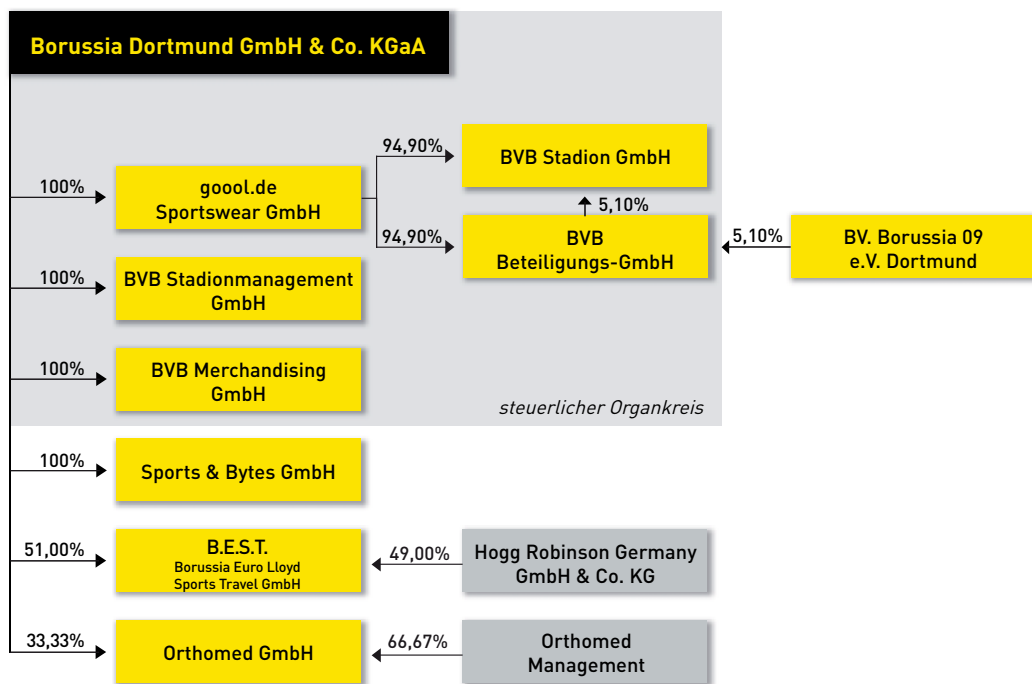 Borussia Dortmund GmbH & Co. KGaA
94,90%
BVB Stadion GmbH
100%
goool.de
Sportswear GmbH
5,10%
94,90%
BVB
Beteiligungs-GmbH
5,10%
BV. Borussia 09
e.V. Dortmund
100%
BVB Stadionmanagement
GmbH
100%
BVB Merchandising
GmbH
steuerlicher Organkreis
100%
Sports & Bytes GmbH
51,00%
B.E.S.T.
Borussia Euro Lloyd
Sports Travel GmbH
49,00%
Hogg Robinson Germany
GmbH & Co. KG
33,33%
Orthomed GmbH
66,67%
Orthomed
Management